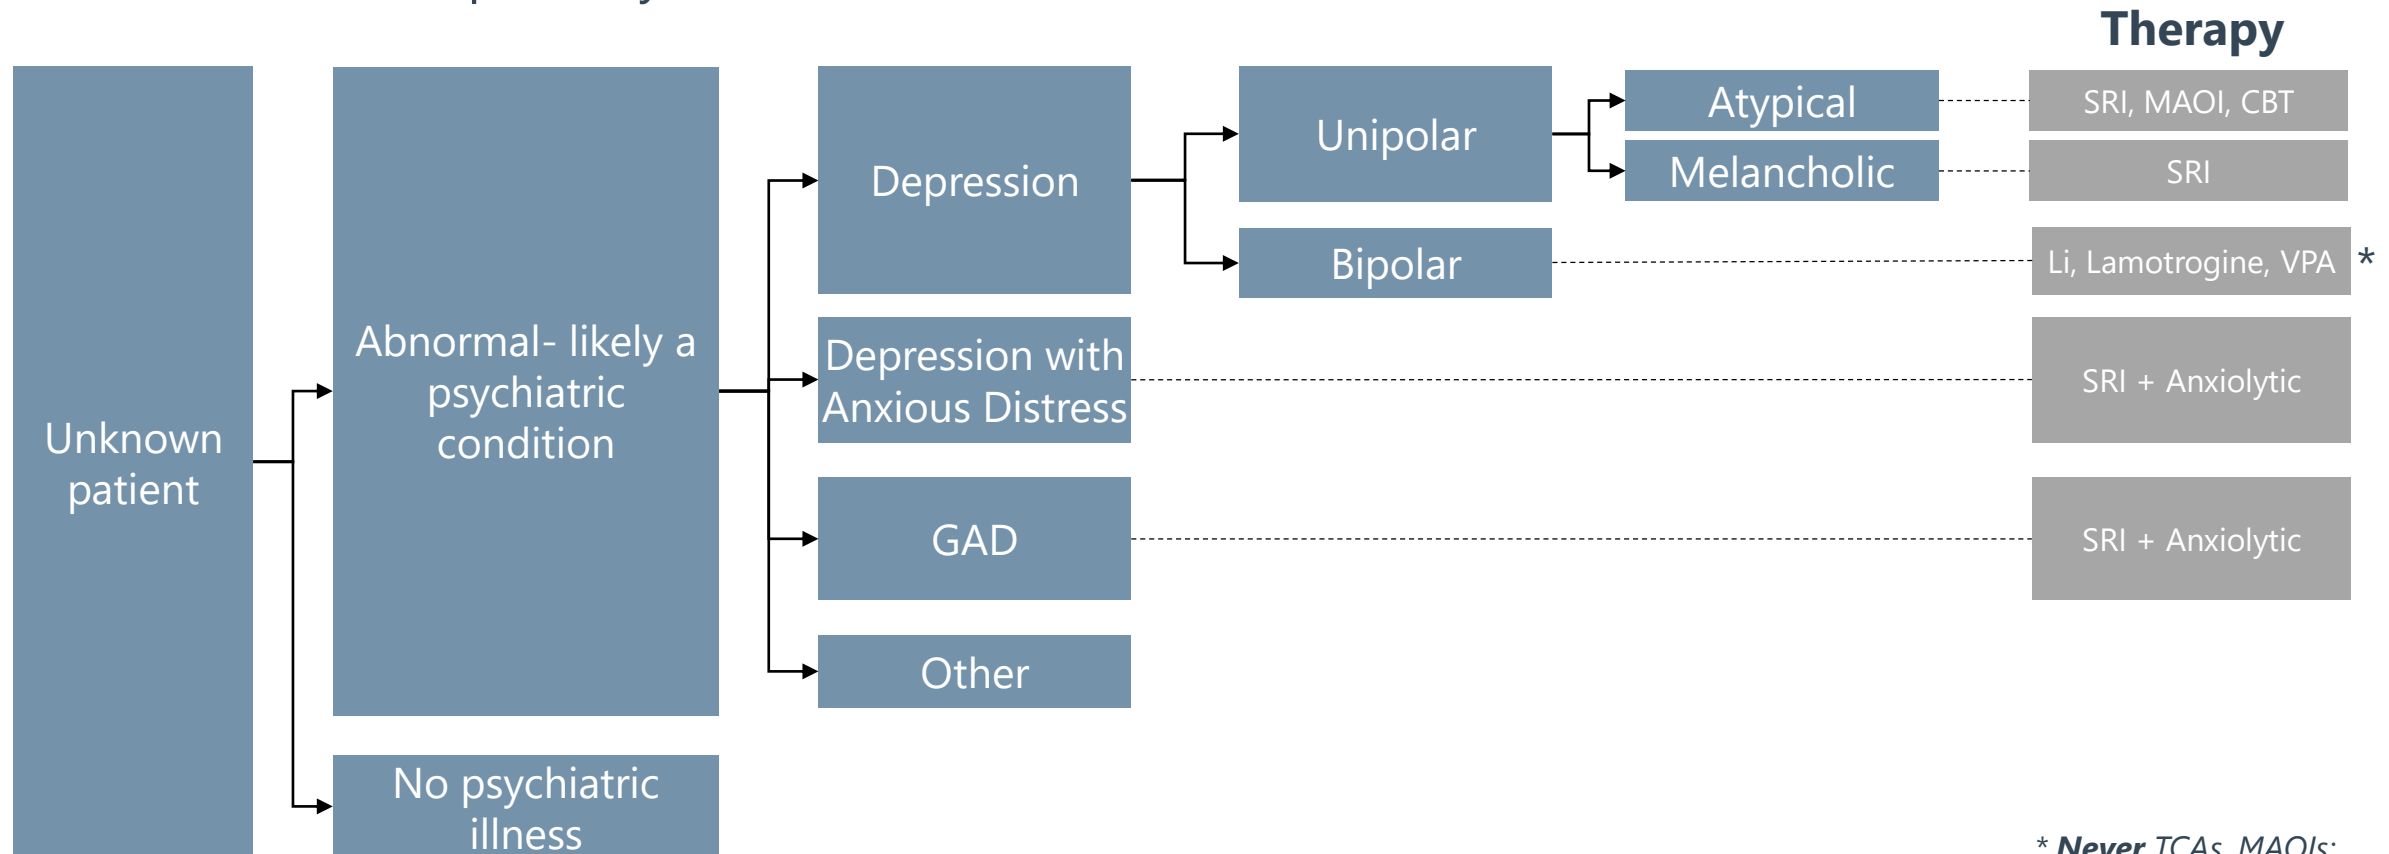 Therapy
Unknown
patient
Abnormal- likely a
psychiatric
condition
No psychiatric
illness
Depression
Depression with
Anxious Distress
GAD
Other
Unipolar
Bipolar
Atypical
Melancholic
SRI, MAOI, CBT
SRI
Li, Lamotrogine, VPA *
SRI + Anxiolytic
SRI + Anxiolytic
* Never TCAs, MAOIs;